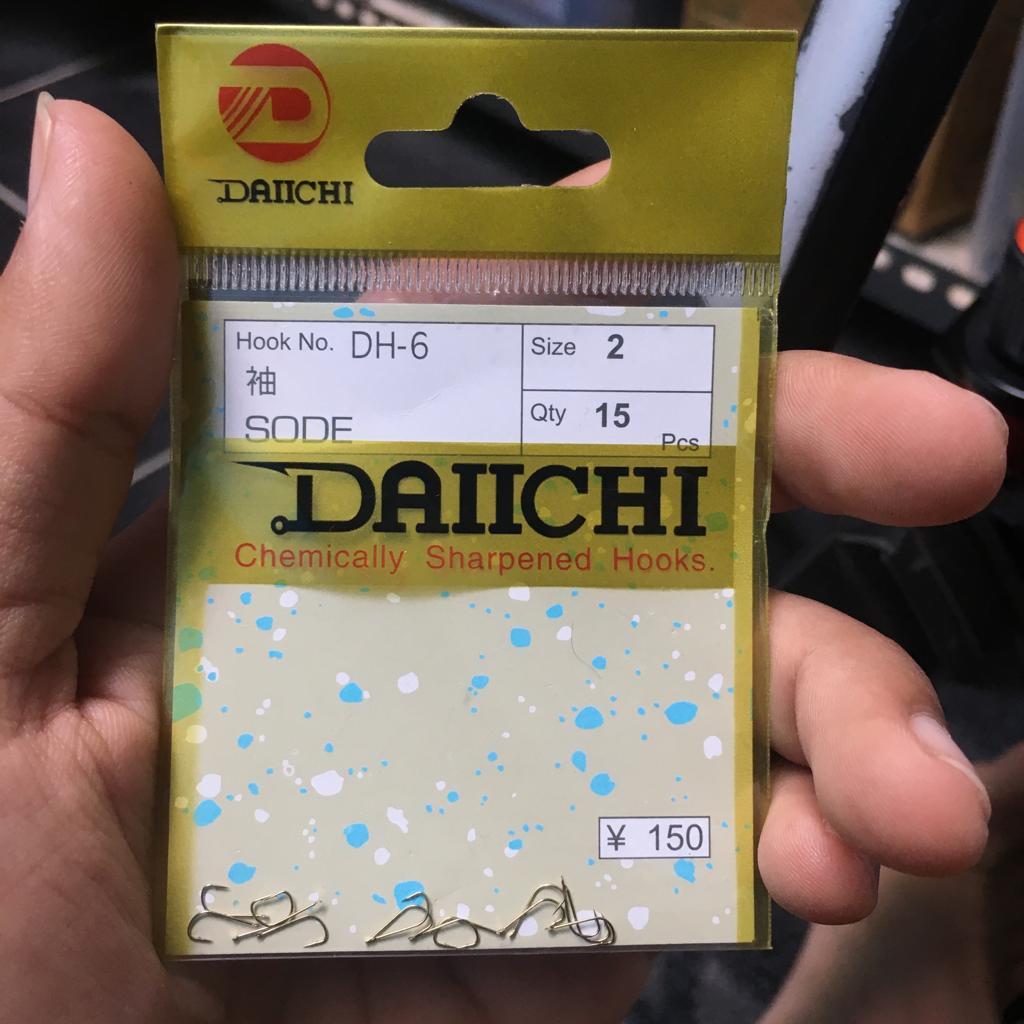 DAIICHI
Hook No. DH-6
袖
SODE
Size 2
Qty 15 Pcs
DAIICHI
Chemically Sharpened Hooks.
¥ 150